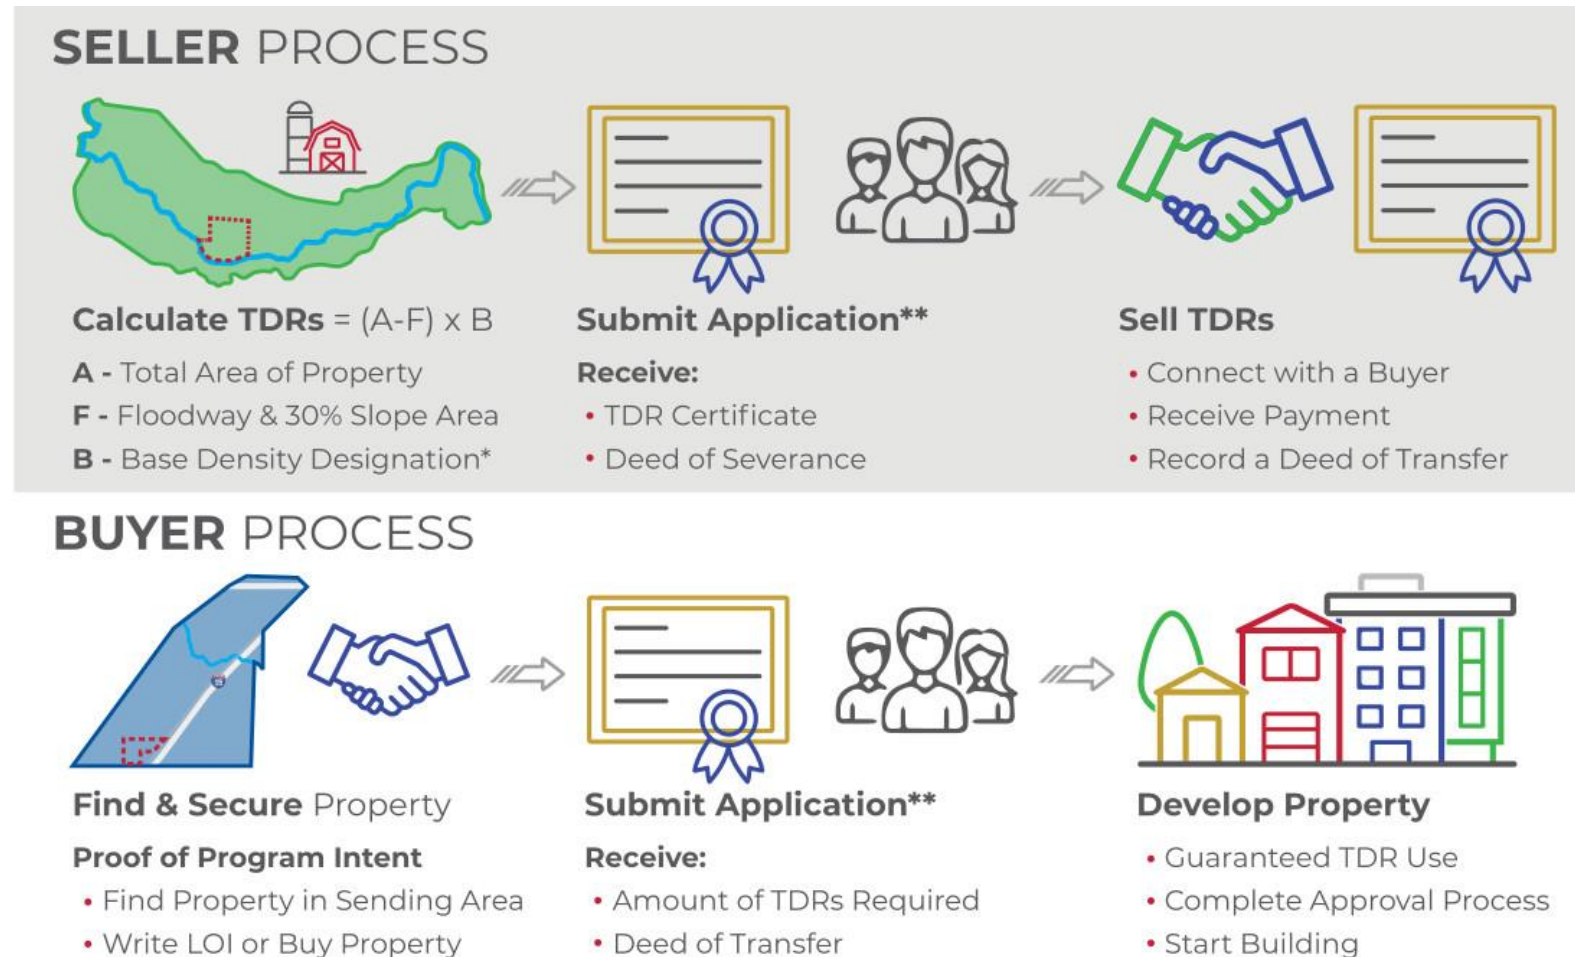 SELLER PROCESS
Calculate TDRs = (A-F) x B
A - Total Area of Property
F - Floodway & 30% Slope Area
B - Base Density Designation*
Submit Application**
Receive:
• TDR Certificate
• Deed of Severance
Sell TDRs
• Connect with a Buyer
• Receive Payment
• Record a Deed of Transfer
BUYER PROCESS
15
Find & Secure Property
Proof of Program Intent
• Find Property in Sending Area
• Write LOI or Buy Property
Submit Application**
Receive:
• Amount of TDRs Required
• Deed of Transfer
Develop Property
• Guaranteed TDR Use
• Complete Approval Process
• Start Building